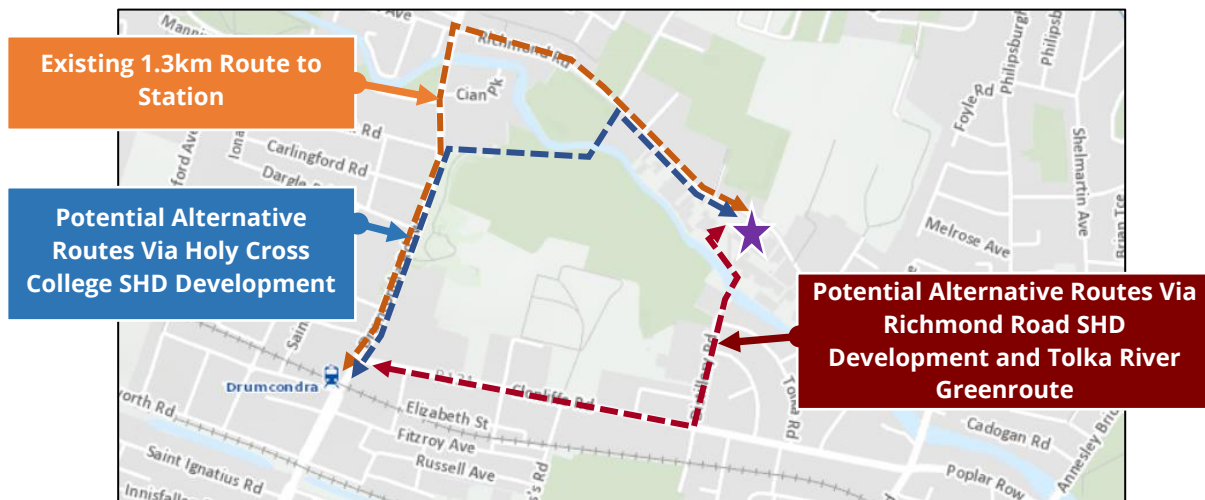 Existing 1.3km Route to
Station
Potential Alternative
Routes Via Holy Cross
College SHD Development
Potential Alternative Routes Via
Richmond Road SHD
Development and Tolka River
Greenroute
Richmond Rd
Cian Pk
Carlingford Rd
Dargle
Drumcondra
Elizabeth St
Fitzroy Ave
Russell Ave
Saint Ignatius Rd
Foyle Rd
Philipsburgh
Shelmartin Ave
Brian Tce
Melrose Ave
Cadogan Rd
Poplar Row